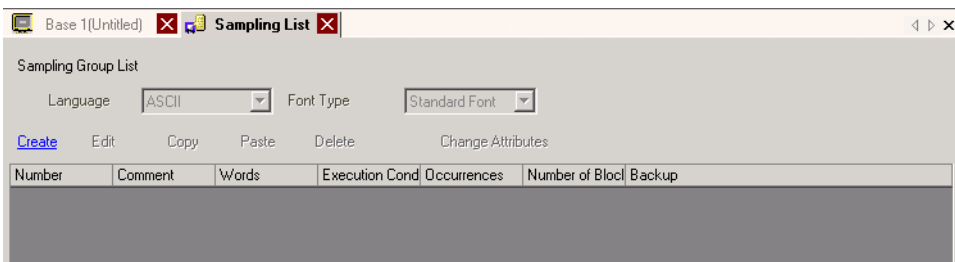 Base 1(Untitled) Sampling List
Sampling Group List
Language ASCII Font Type Standard Font
Create Edit Copy Paste Delete Change Attributes
Number Comment Words Execution Cond Occurrences Number of Blocl Backup